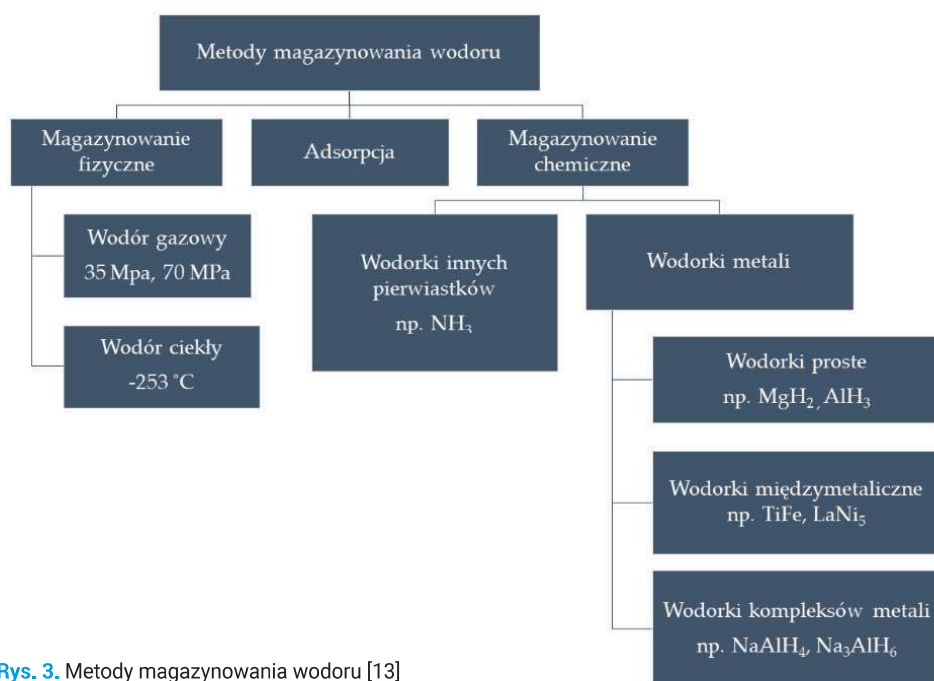 Metody magazynowania wodoru
Magazynowanie
fizyczne
Adsorpcja
Magazynowanie
chemiczne
Wodór gazowy
35 Mpa, 70 MPa
Wodór ciekły
-253 °C
Wodorki innych
pierwiastków
np. NH₃
Wodorki metali
Wodorki proste
np. MgH₂, AlH₃
Wodorki międzymetaliczne
np. TiFe, LaNi₅
Wodorki kompleksów metali
np. NaAlH₄, Na₃AlH₆
Rys. 3. Metody magazynowania wodoru [13]